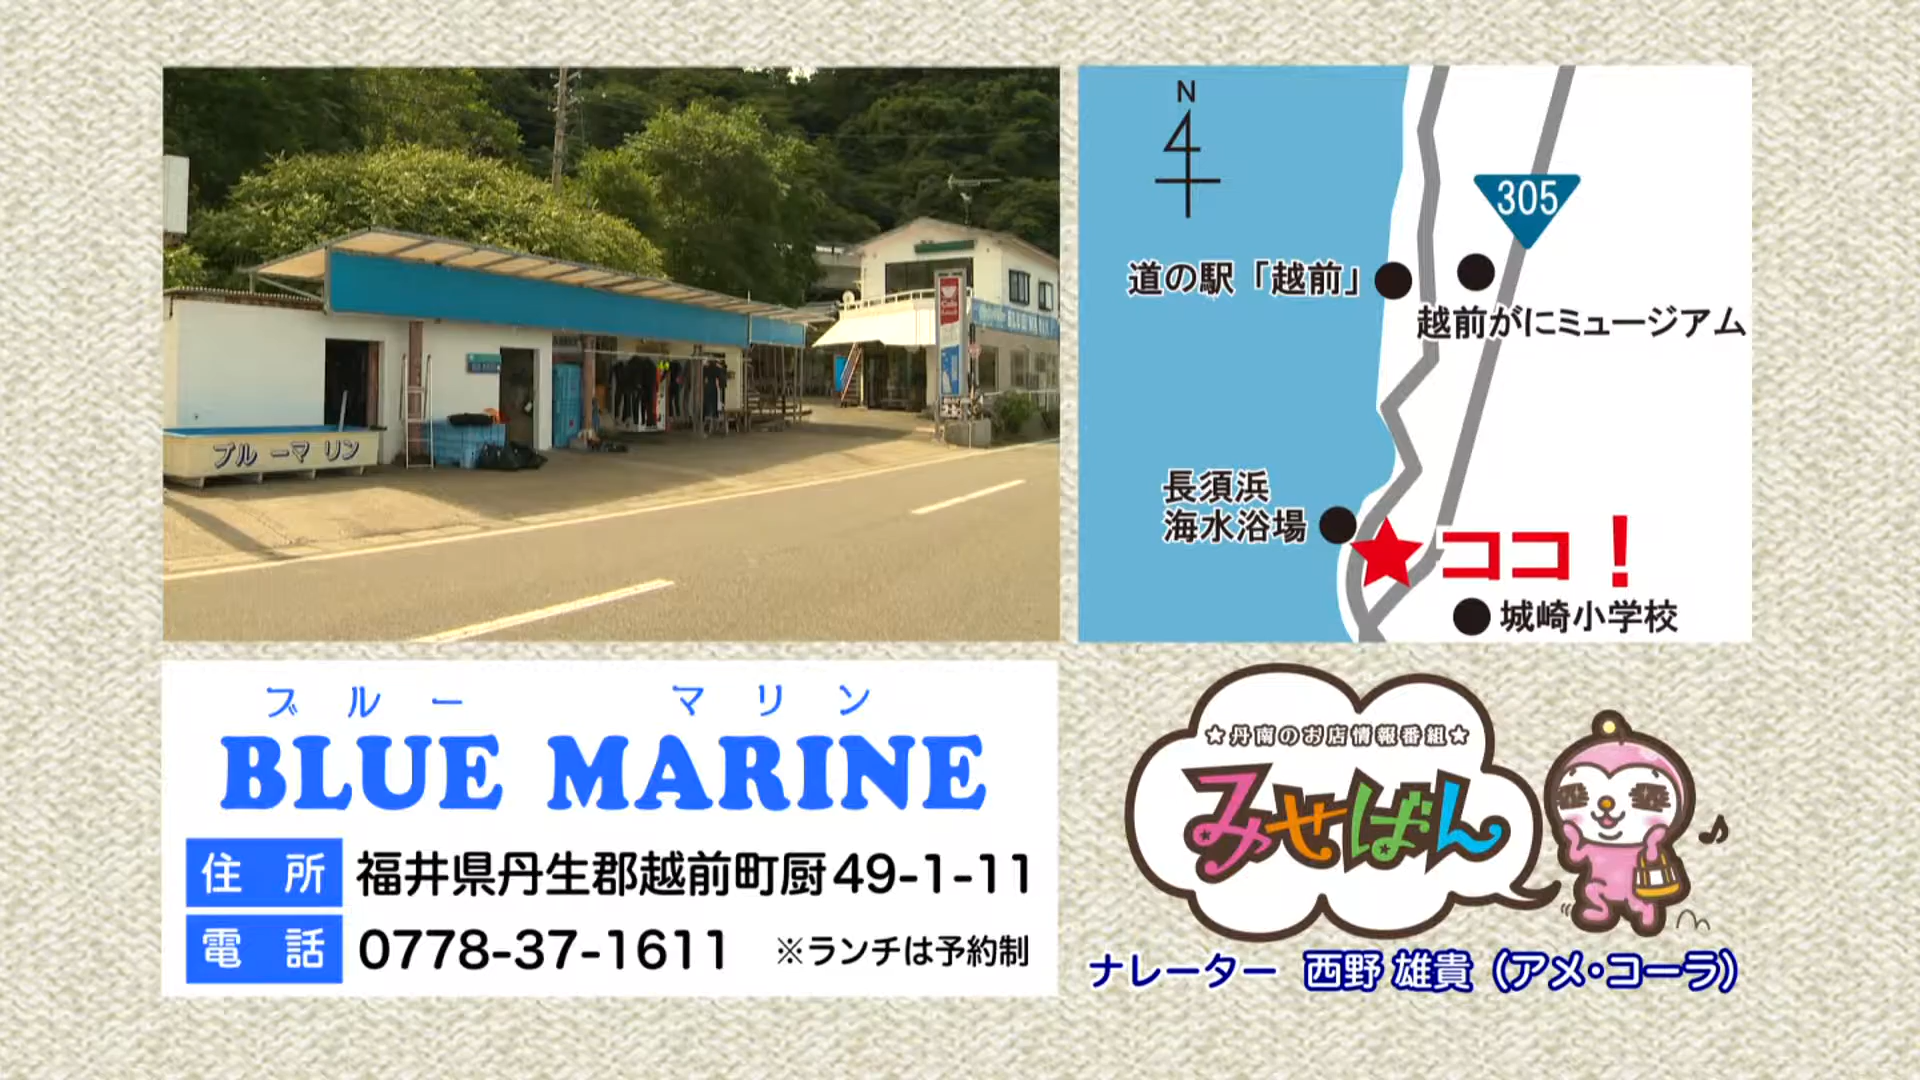 ブルーマリン
Cafe
BLUE MARINE
N
305
道の駅「越前」
越前がにミュージアム
長須浜
海水浴場
ココ！
城崎小学校
ブルー マリン
BLUE MARINE
住所 福井県丹生郡越前町厨49-1-11
電話 0778-37-1611 ※ランチは予約制
★丹南のお店情報番組★
みせばん
ナレーター 西野 雄貴（アメ・コーラ）